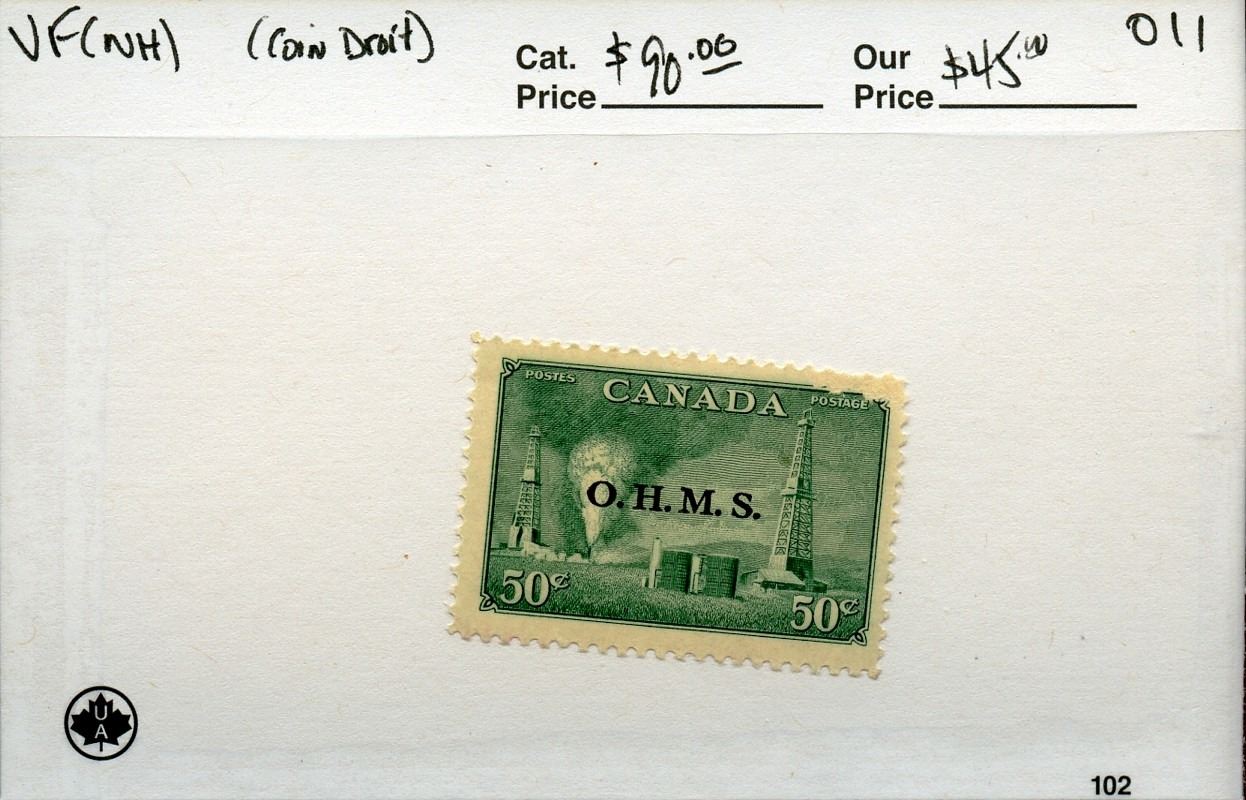 VF(NH) (Coin Droit) Cat. Price $90.00 Our Price $45.00 O11
POSTES CANADA POSTAGE
O.H.M.S.
50¢ 50¢
UA
102